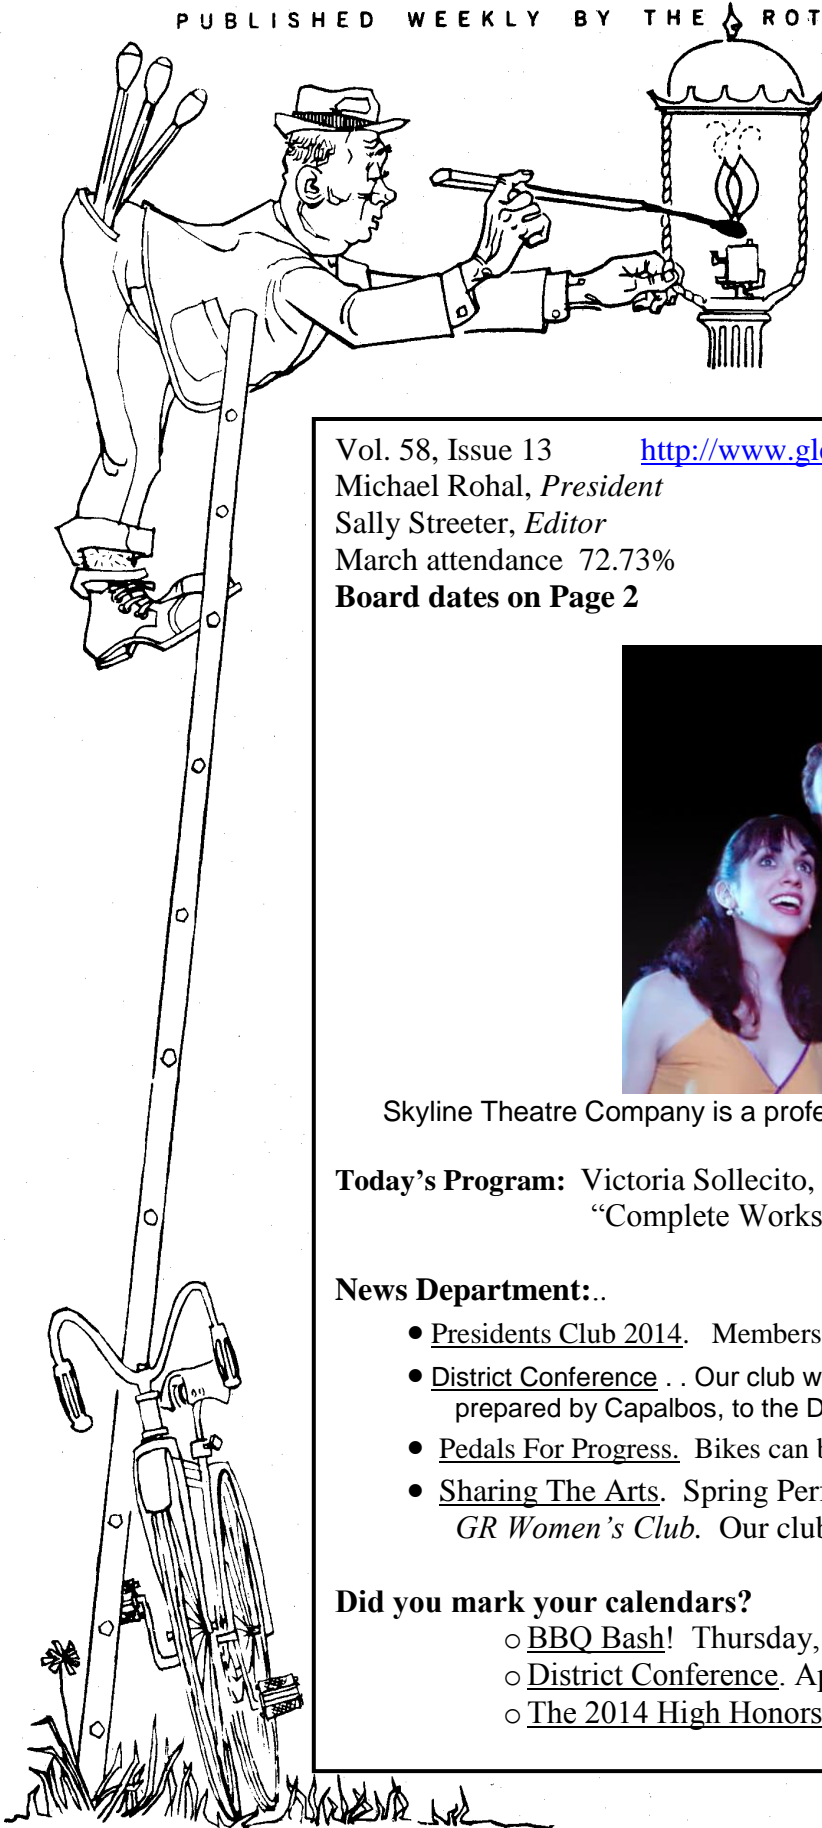 PUBLISHED WEEKLY BY THE ROT
Vol. 58, Issue 13 http://www.gl
Michael Rohal, President
Sally Streeter, Editor
March attendance 72.73%
Board dates on Page 2
Skyline Theatre Company is a profe
Today's Program: Victoria Sollecito,
“Complete Works
News Department:..
• Presidents Club 2014. Members
• District Conference . . Our club w
prepared by Capalbos, to the D
• Pedals For Progress. Bikes can b
• Sharing The Arts. Spring Perf
GR Women's Club. Our club
Did you mark your calendars?
o BBQ Bash! Thursday,
o District Conference. Ap
o The 2014 High Honors